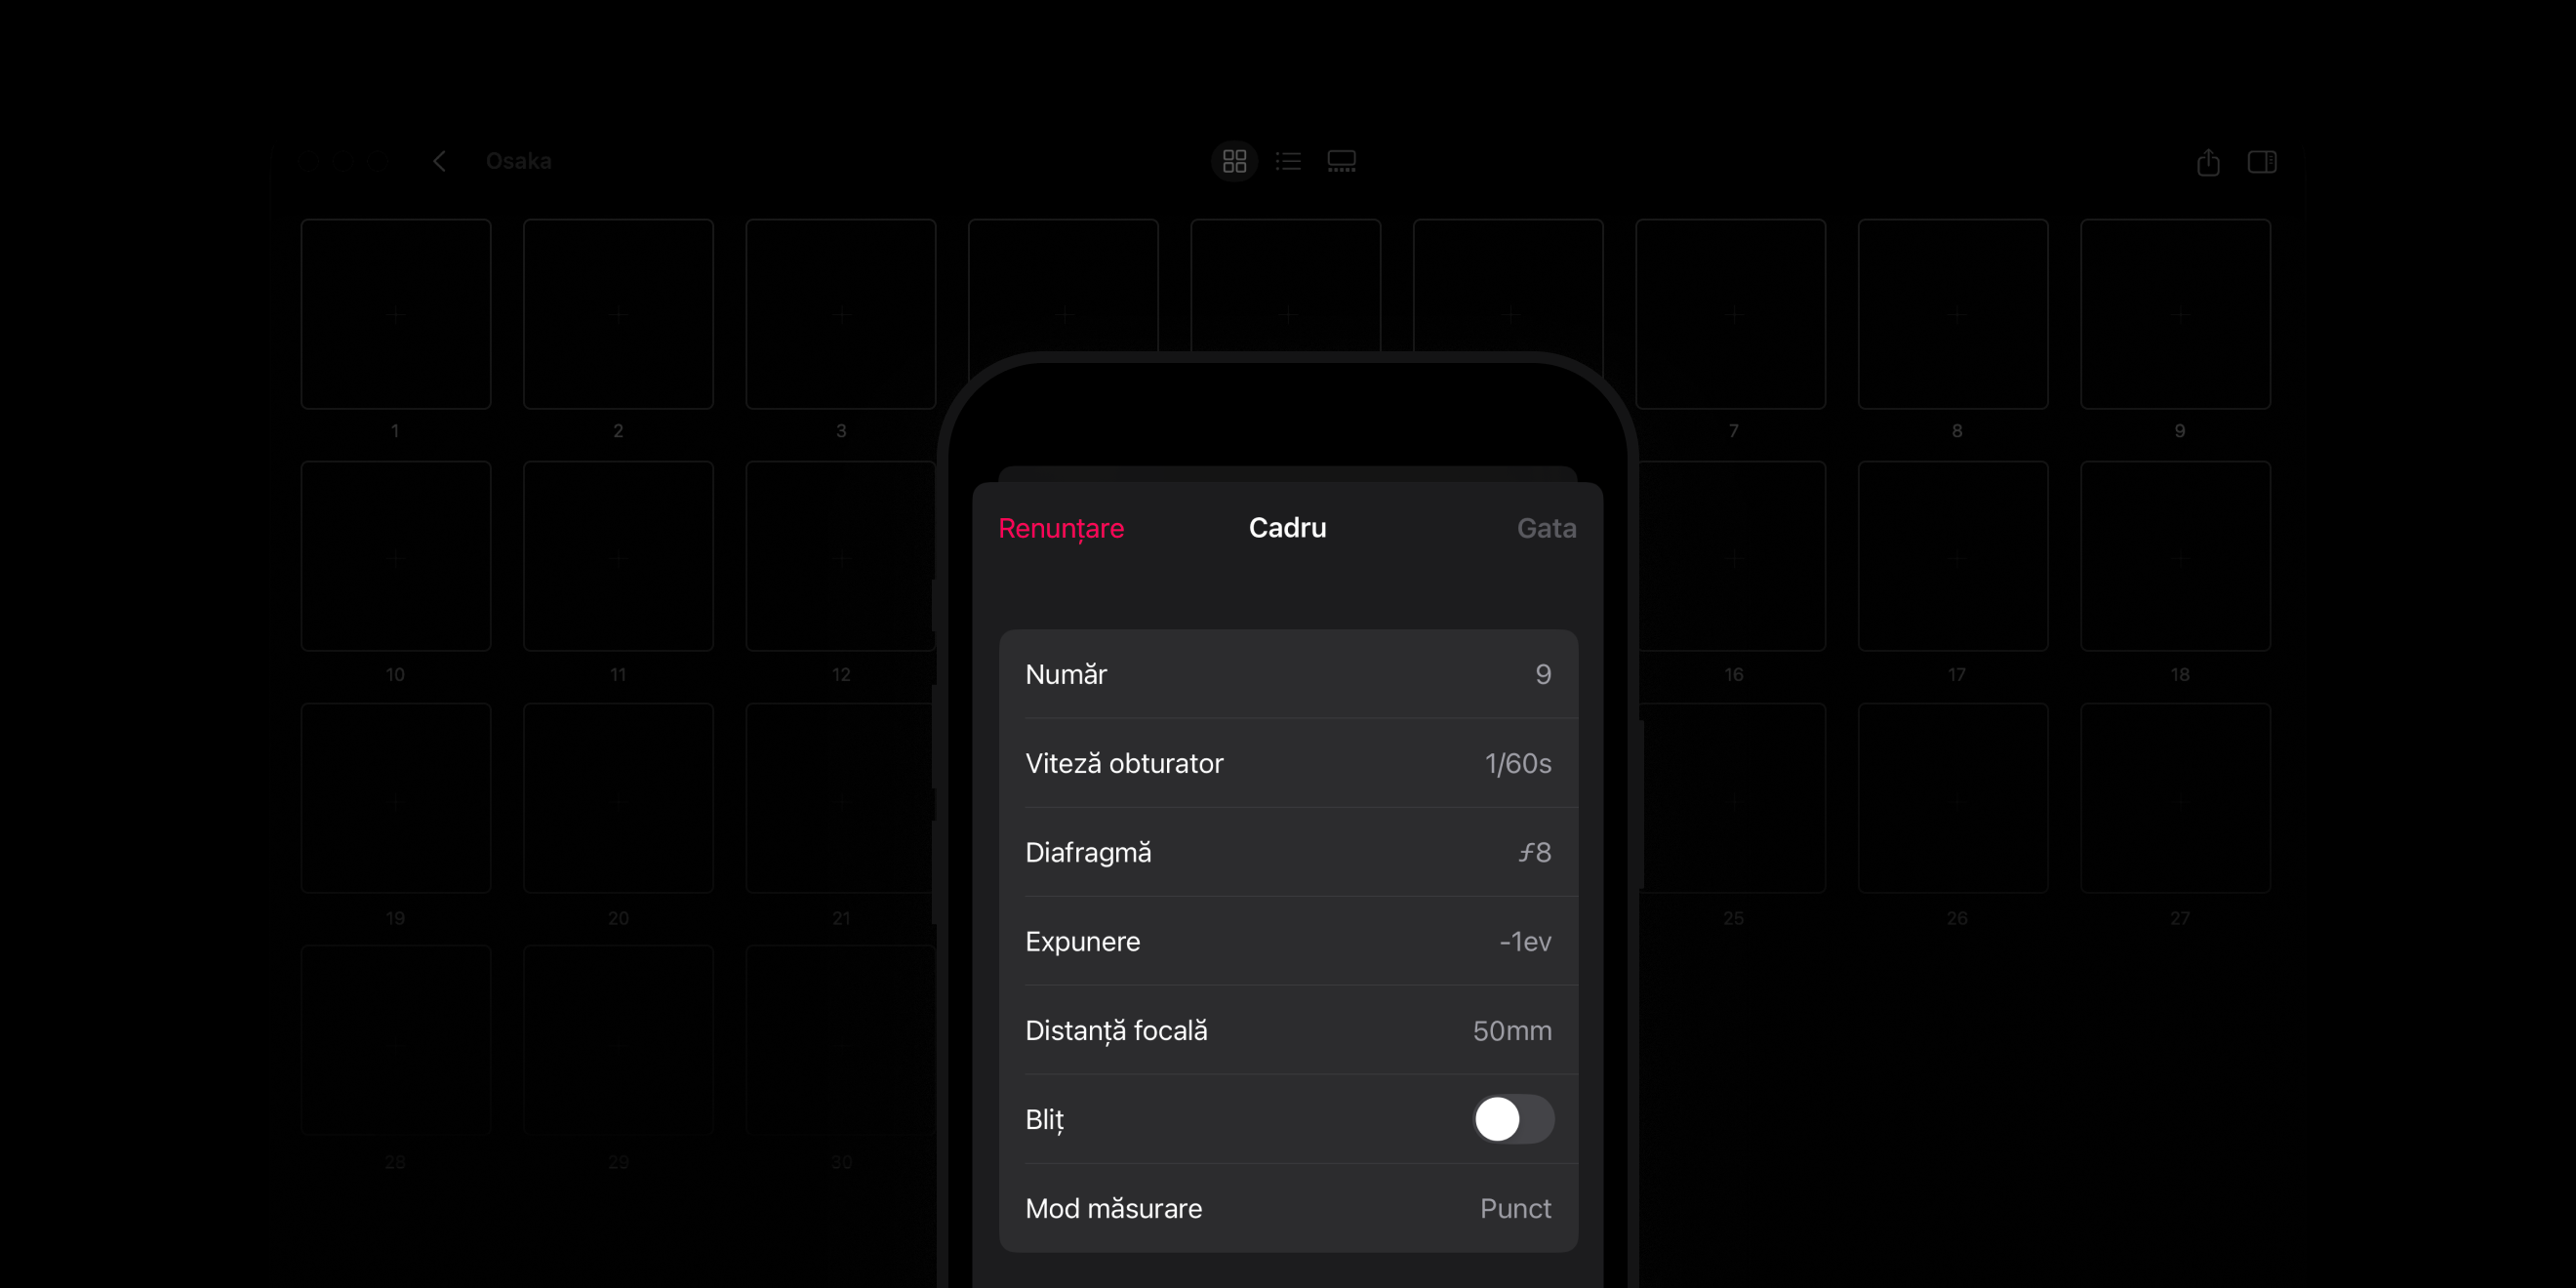 Osaka
1 2 3 7 8 9
10 11 12 16 17 18
19 20 21 25 26 27
28 29 30
Renunțare Cadru Gata
Număr 9
Viteză obturator 1/60s
Diafragmă ƒ8
Expunere -1ev
Distanță focală 50mm
Bliț
Mod măsurare Punct